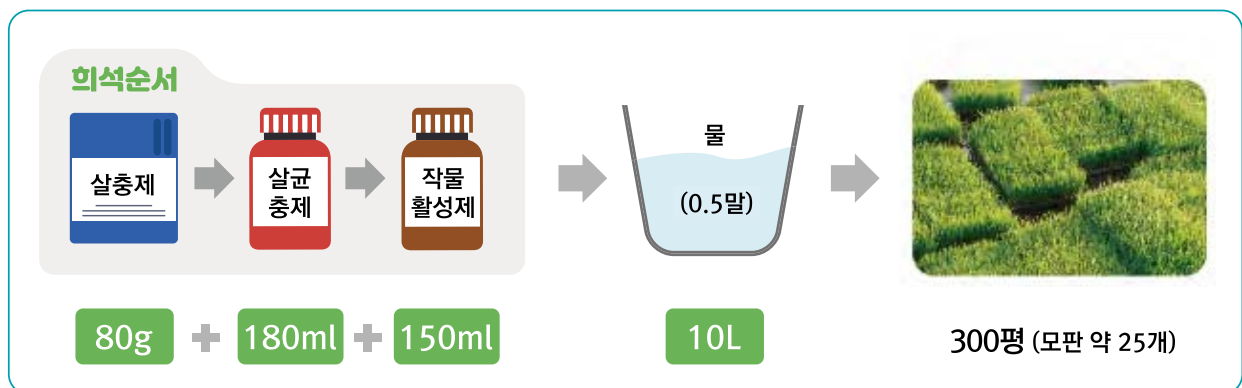 희석순서
살충제
살균
충제
작물
활성제
물
(0.5말)
80g + 180ml + 150ml
10L
300평 (모판 약 25개)